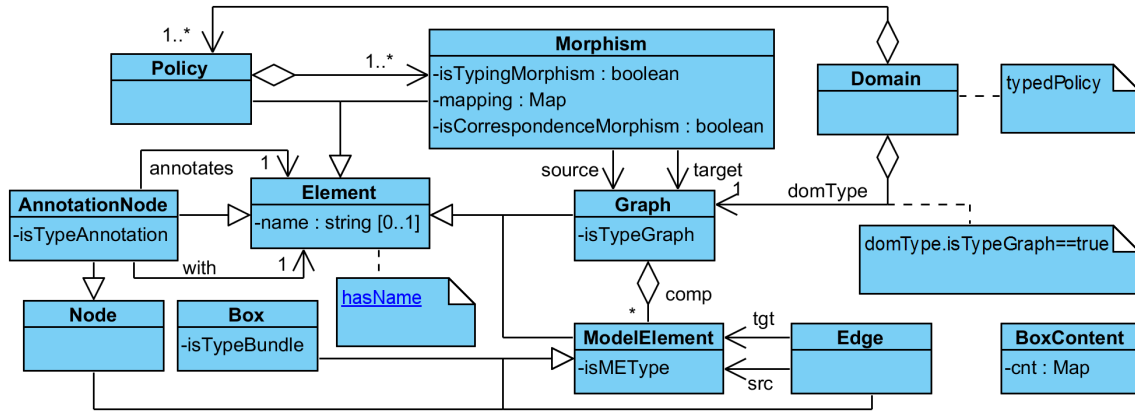 1..*
Policy
1..*
Morphism
-isTypingMorphism : boolean
-mapping : Map
-isCorrespondenceMorphism : boolean
Domain
typedPolicy
annotates
1
source
target
AnnotationNode
-isTypeAnnotation
Element
-name : string [0..1]
Graph
-isTypeGraph
1
domType
domType.isTypeGraph==true
with
1
hasName
comp
*
Node
Box
-isTypeBundle
ModelElement
-isMEType
tgt
src
Edge
BoxContent
-cnt : Map